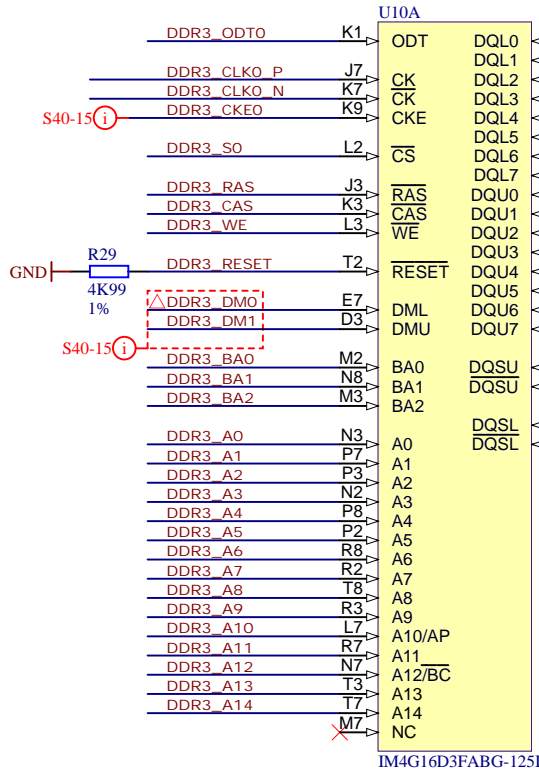 U10A
DDR3_ODT0 K1 ODT DQL0
DQL1
DDR3_CLK0_P J7 CK DQL2
DDR3_CLK0_N K7 CK DQL3
S40-15 i DDR3_CKE0 K9 CKE DQL4
DQL5
DDR3_S0 L2 CS DQL6
DQL7
DDR3_RAS J3 RAS DQU0
DDR3_CAS K3 CAS DQU1
DDR3_WE L3 WE DQU2
DQU3
GND R29 DDR3_RESET T2 RESET DQU4
4K99
1%
DQU5
DDR3_DM0 E7 DML DQU6
DDR3_DM1 D3 DMU DQU7
S40-15 i
DDR3_BA0 M2 BA0 DQSU
DDR3_BA1 N8 BA1 DQSU
DDR3_BA2 M3 BA2
DQSL
DDR3_A0 N3 A0 DQSL
DDR3_A1 P7 A1
DDR3_A2 P3 A2
DDR3_A3 N2 A3
DDR3_A4 P8 A4
DDR3_A5 P2 A5
DDR3_A6 R8 A6
DDR3_A7 R2 A7
DDR3_A8 T8 A8
DDR3_A9 R3 A9
DDR3_A10 L7 A10/AP
DDR3_A11 R7 A11
DDR3_A12 N7 A12/BC
DDR3_A13 T3 A13
DDR3_A14 T7 A14
M7 NC